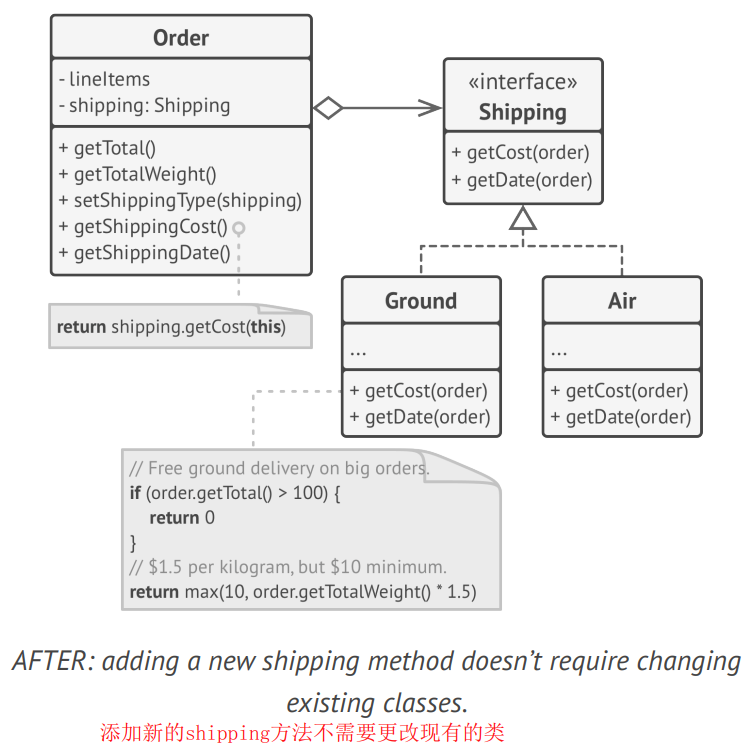 Order
- lineItems
- shipping: Shipping
+ getTotal()
+ getTotalWeight()
+ setShippingType(shipping)
+ getShippingCost()
+ getShippingDate()
return shipping.getCost(this)
«interface»
Shipping
+ getCost(order)
+ getDate(order)
Ground
...
+ getCost(order)
+ getDate(order)
Air
...
+ getCost(order)
+ getDate(order)
// Free ground delivery on big orders.
if (order.getTotal() > 100) {
return 0
}
// $1.5 per kilogram, but $10 minimum.
return max(10, order.getTotalWeight() * 1.5)
AFTER: adding a new shipping method doesn’t require changing
existing classes.
添加新的shipping方法不需要更改现有的类